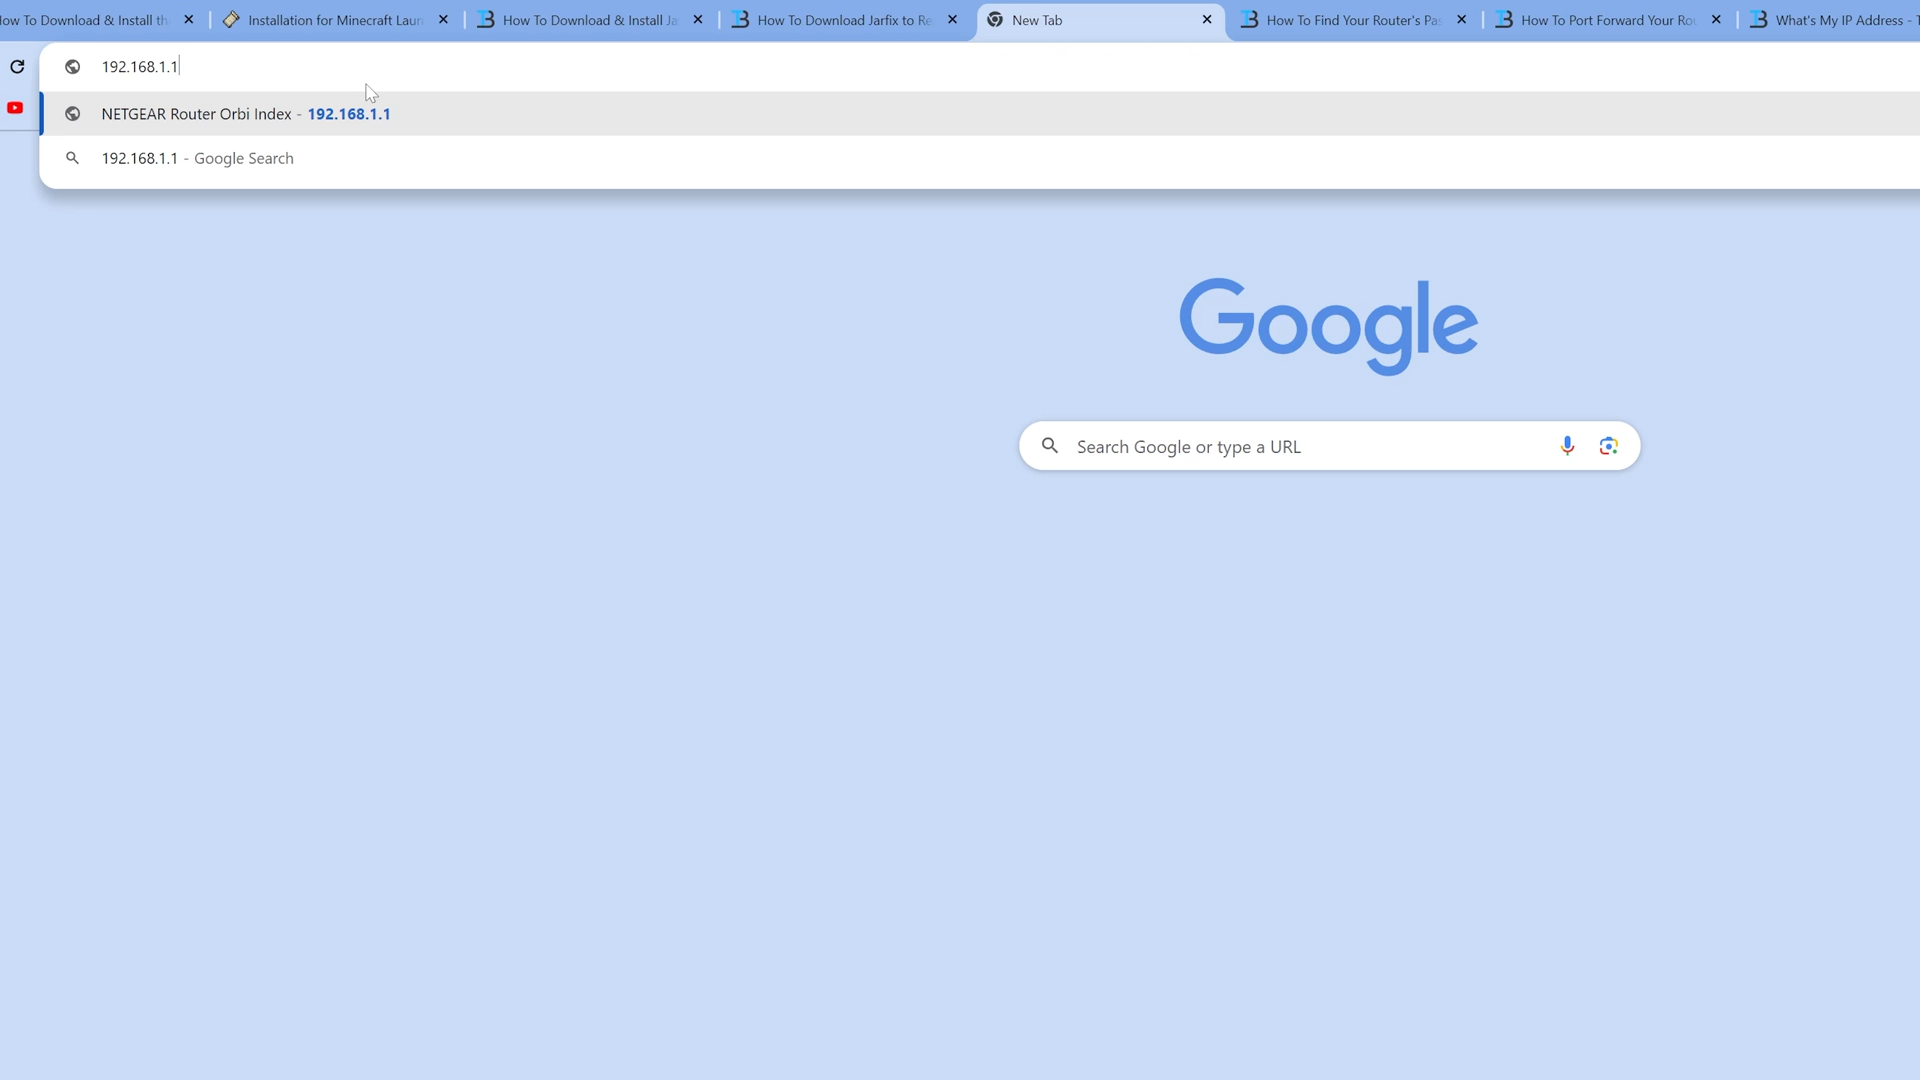 How To Download & Install th
Installation for Minecraft Laun
How To Download & Install Ja
How To Download Jarfix to Re
New Tab
How To Find Your Router's Pas
How To Port Forward Your Rou
What's My IP Address - T
192.168.1.1
NETGEAR Router Orbi Index - 192.168.1.1
192.168.1.1 - Google Search
Google
Search Google or type a URL